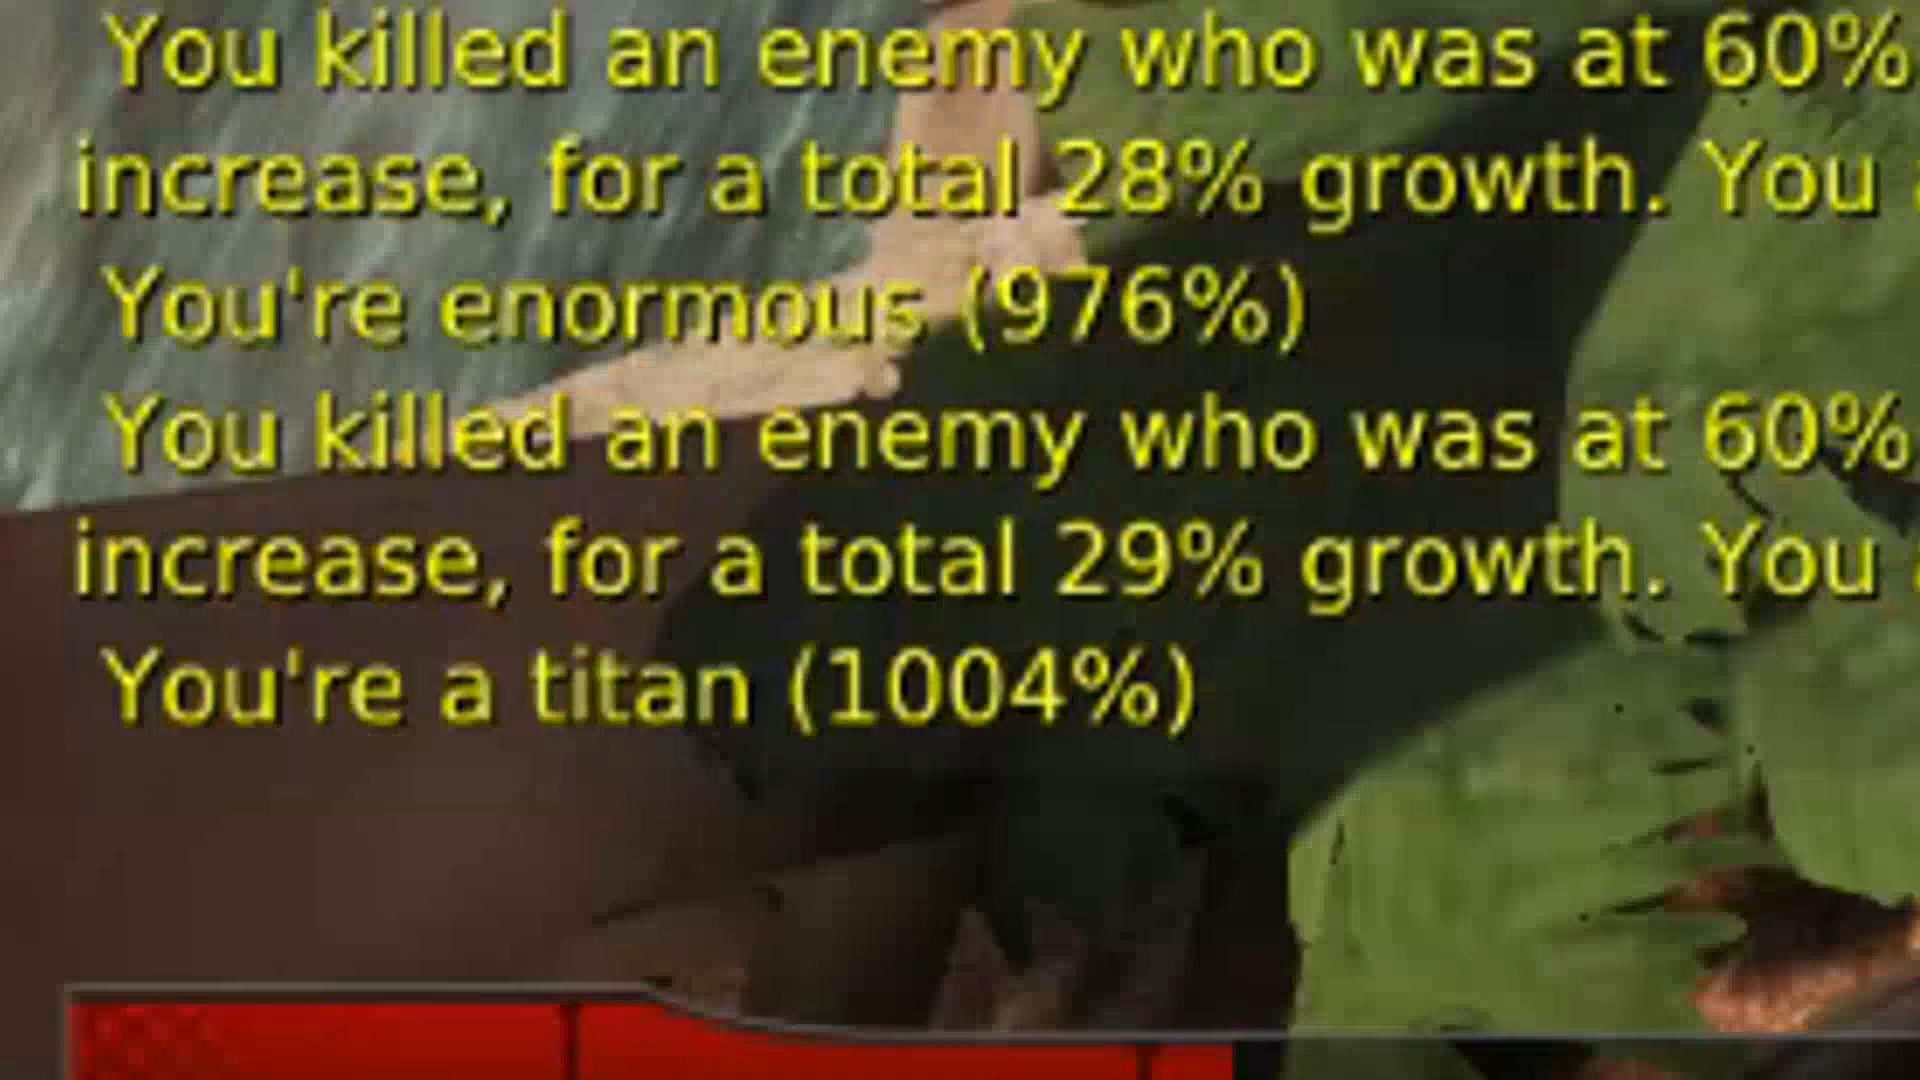 You killed an enemy who was at 60%
increase, for a total 28% growth. You
You're enormous (976%)
You killed an enemy who was at 60%
increase, for a total 29% growth. You
You're a titan (1004%)